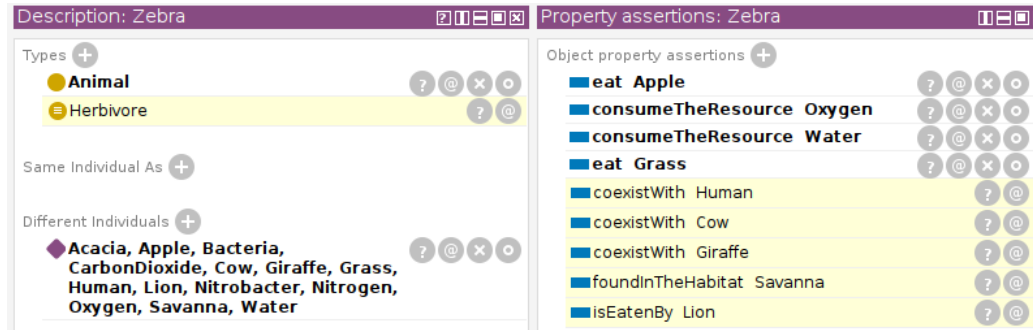 Description: Zebra
Types
Animal
Herbivore
Same Individual As
Different Individuals
Acacia, Apple, Bacteria,
CarbonDioxide, Cow, Giraffe, Grass,
Human, Lion, Nitrobacter, Nitrogen,
Oxygen, Savanna, Water
Property assertions: Zebra
Object property assertions
eat Apple
consumeTheResource Oxygen
consumeTheResource Water
eat Grass
coexistWith Human
coexistWith Cow
coexistWith Giraffe
foundInTheHabitat Savanna
isEatenBy Lion